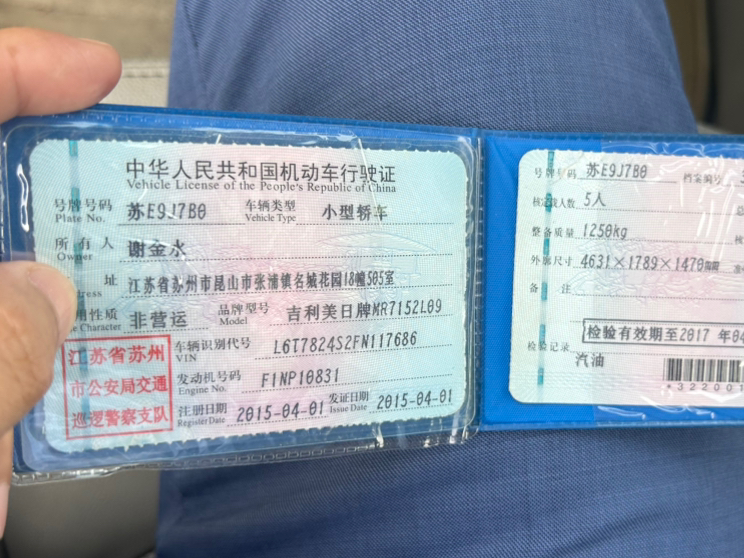 中华人民共和国机动车行驶证
Vehicle License of the People's Republic of China
号牌号码 苏E9J7B0 车辆类型 小型轿车
Plate No. Vehicle Type
所有人 谢金水
Owner
址 江苏省苏州市昆山市张浦镇名城花园18幢505室
用性质 非营运 品牌型号 吉利美日牌MR7152L09
Character Model
江苏省苏州
市公安局交通
巡逻警察支队
车辆识别代号 L6T7824S2FN117686
VIN
发动机号码 F1NP10831
Engine No.
注册日期 2015-04-01 发证日期 2015-04-01
Register Date Issue Date
号牌号码 苏E9J7B0 档案编号
核定载人数 5人
整备质量 1250kg
外廓尺寸 4631×1789×1470mm
备注
检验有效期至2017 年04
检验记录
汽油
*322001